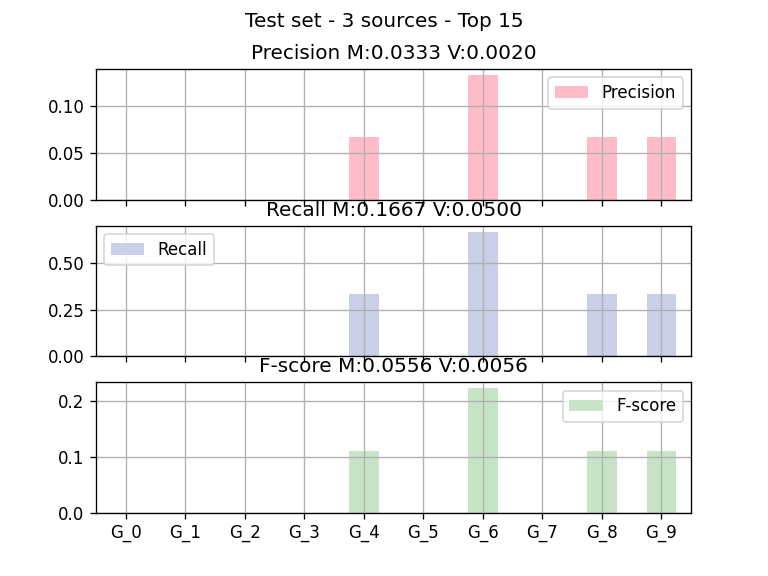 Test set - 3 sources - Top 15
Precision M:0.0333 V:0.0020
0.10
0.05
0.00
Precision
Recall M:0.1667 V:0.0500
0.50
0.25
0.00
Recall
F-score M:0.0556 V:0.0056
0.2
0.1
0.0
F-score
G_0 G_1 G_2 G_3 G_4 G_5 G_6 G_7 G_8 G_9